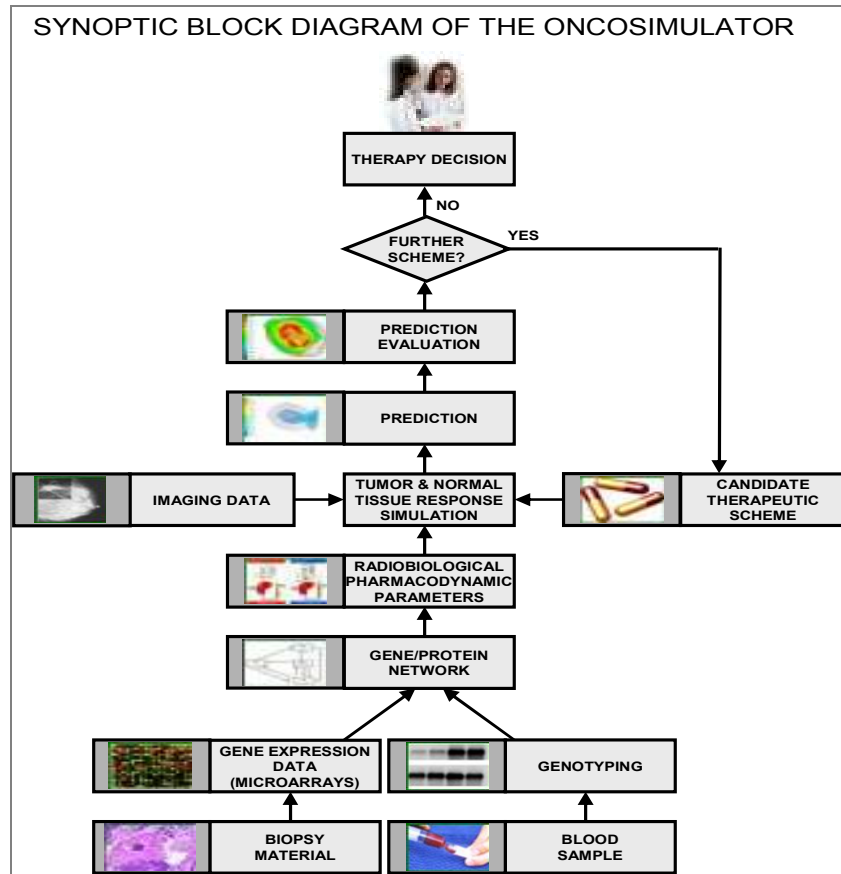 SYNOPTIC BLOCK DIAGRAM OF THE ONCOSIMULATOR
THERAPY DECISION
NO
YES
FURTHER
SCHEME?
PREDICTION
EVALUATION
PREDICTION
IMAGING DATA
TUMOR & NORMAL
TISSUE RESPONSE
SIMULATION
CANDIDATE
THERAPEUTIC
SCHEME
RADIOBIOLOGICAL
PHARMACODYNAMIC
PARAMETERS
GENE/PROTEIN
NETWORK
GENE EXPRESSION
DATA
(MICROARRAYS)
GENOTYPING
BIOPSY
MATERIAL
BLOOD
SAMPLE